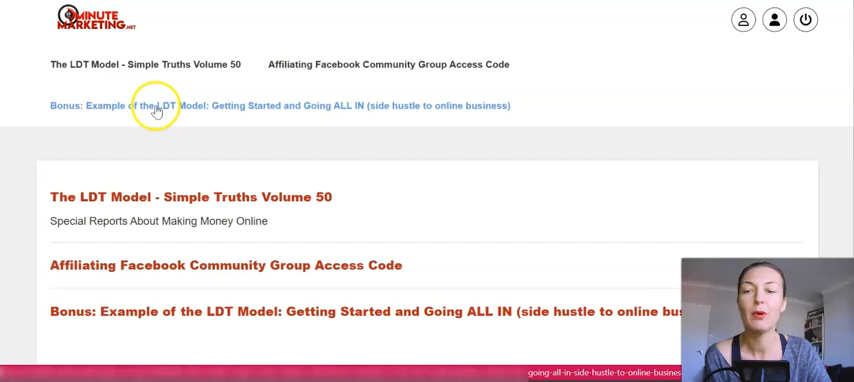 MINUTE
MARKETING.NET
The LDT Model - Simple Truths Volume 50
Affiliating Facebook Community Group Access Code
Bonus: Example of the LDT Model: Getting Started and Going ALL IN (side hustle to online business)
The LDT Model - Simple Truths Volume 50
Special Reports About Making Money Online
Affiliating Facebook Community Group Access Code
Bonus: Example of the LDT Model: Getting Started and Going ALL IN (side hustle to online bus
going-all-in-side-hustle-to-online-busines